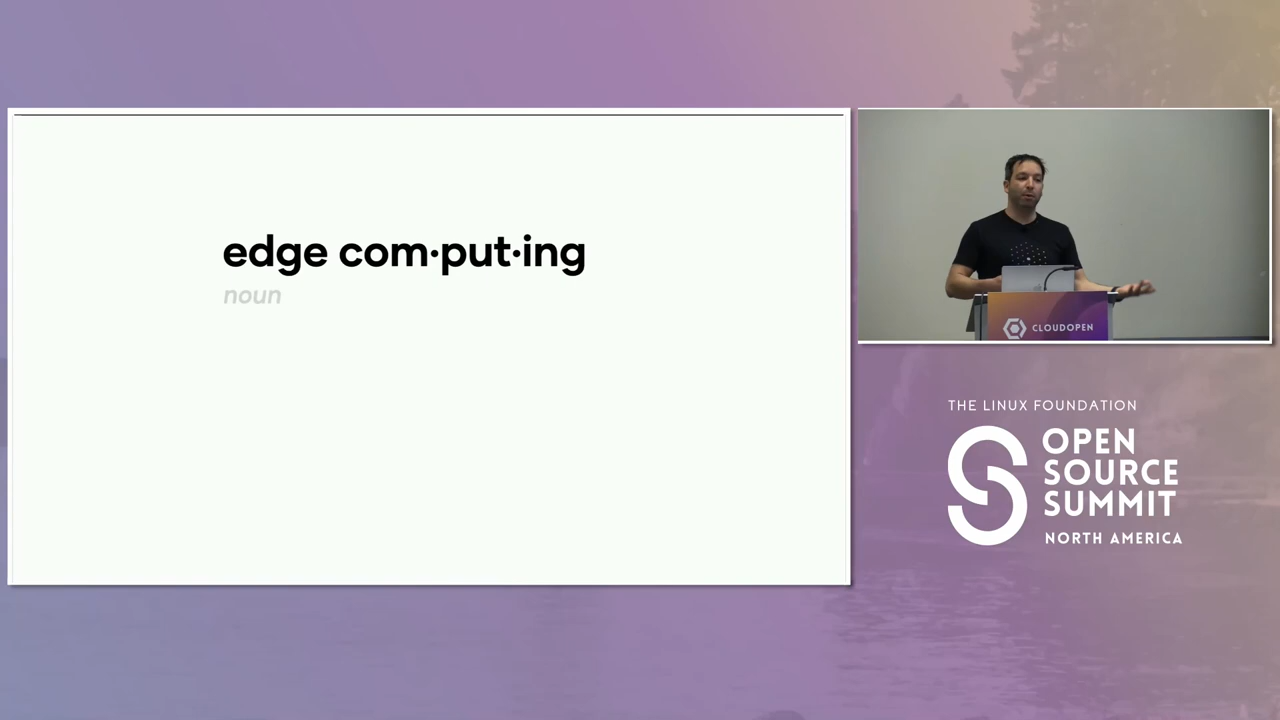 edge com·put·ing
noun
CLOUDOPEN
THE LINUX FOUNDATION
OPEN
SOURCE
SUMMIT
NORTH AMERICA